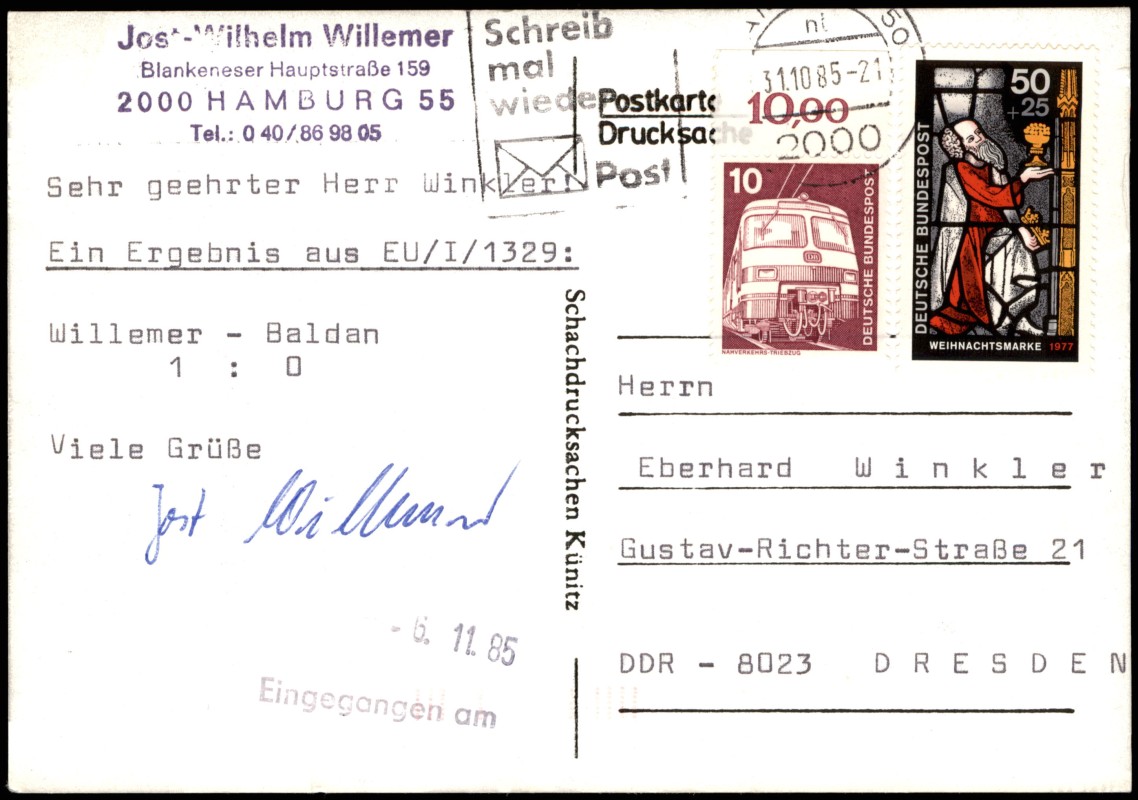 Jost-Wilhelm Willemer
Blankeneser Hauptstraße 159
2000 HAMBURG 55
Tel.: 0 40/86 98 05
Schreib
mal
wieder
Post
Postkarte
Drucksache
31.10.85-21
2000
50
10,00
10
DEUTSCHE BUNDESPOST
NAHVERKEHRS-TRIEBZUG
50
+25
DEUTSCHE BUNDESPOST
WEIHNACHTSMARKE 1977
Sehr geehrter Herr Winkler!
Ein Ergebnis aus EU/I/1329:
Willemer - Baldan
1 : 0
Viele Grüße
Jost Willemer
- 6. 11. 85
Eingegangen am
Schachdrucksachen Künitz
Herrn
Eberhard Winkler
Gustav-Richter-Straße 21
DDR - 8023 DRESDEN